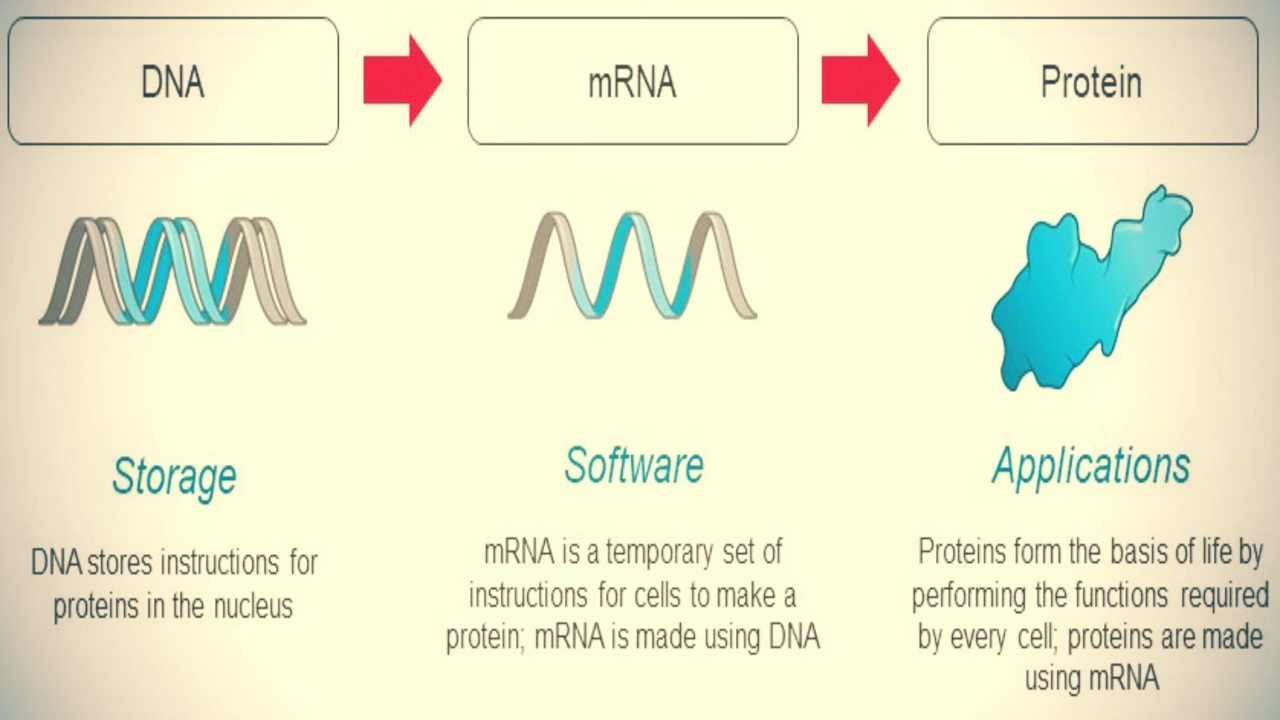 DNA
mRNA
Protein
Storage
DNA stores instructions for
proteins in the nucleus
Software
mRNA is a temporary set of
instructions for cells to make a
protein; mRNA is made using DNA
Applications
Proteins form the basis of life by
performing the functions required
by every cell; proteins are made
using mRNA